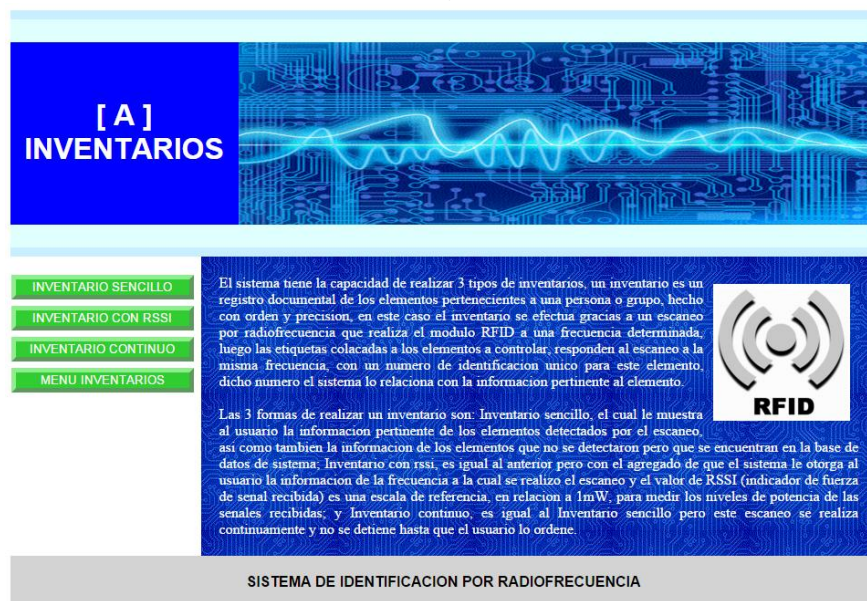 [ A ]
INVENTARIOS
INVENTARIO SENCILLO
INVENTARIO CON RSSI
INVENTARIO CONTINUO
MENU INVENTARIOS
El sistema tiene la capacidad de realizar 3 tipos de inventarios, un inventario es un
registro documental de los elementos pertenecientes a una persona o grupo, hecho
con orden y precision, en este caso el inventario se efectua gracias a un escaneo
por radiofrecuencia que realiza el modulo RFID a una frecuencia determinada,
luego las etiquetas colacadas a los elementos a controlar, responden al escaneo a la
misma frecuencia, con un numero de identificacion unico para este elemento,
dicho numero el sistema lo relaciona con la informacion pertinente al elemento.
RFID
Las 3 formas de realizar un inventario son: Inventario sencillo, el cual le muestra
al usuario la informacion pertinente de los elementos detectados por el escaneo,
asi como tambien la informacion de los elementos que no se detectaron pero que se encuentran en la base de
datos de sistema; Inventario con rssi, es igual al anterior pero con el agregado de que el sistema le otorga al
usuario la informacion de la frecuencia a la cual se realizo el escaneo y el valor de RSSI (indicador de fuerza
de senal recibida) es una escala de referencia, en relacion a 1mW, para medir los niveles de potencia de las
senales recibidas; y Inventario continuo, es igual al Inventario sencillo pero este escaneo se realiza
continuamente y no se detiene hasta que el usuario lo ordene.
SISTEMA DE IDENTIFICACION POR RADIOFRECUENCIA